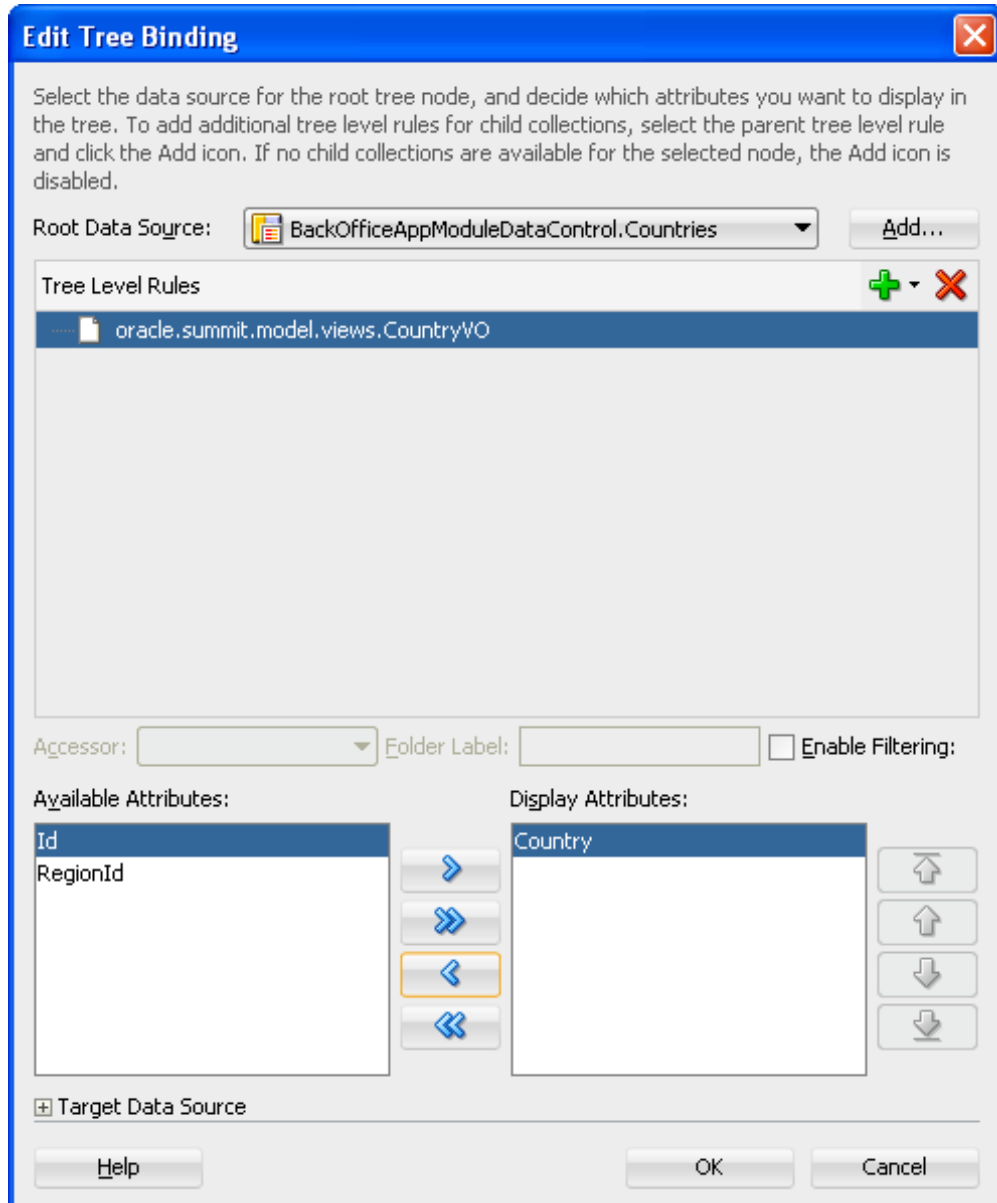 Edit Tree Binding
Select the data source for the root tree node, and decide which attributes you want to display in
the tree. To add additional tree level rules for child collections, select the parent tree level rule
and click the Add icon. If no child collections are available for the selected node, the Add icon is
disabled.
Root Data Source: BackOfficeAppModuleDataControl.Countries Add...
Tree Level Rules
oracle.summit.model.views.CountryVO
Accessor: Folder Label: Enable Filtering:
Available Attributes: Display Attributes:
Id Country
RegionId
Target Data Source
Help OK Cancel